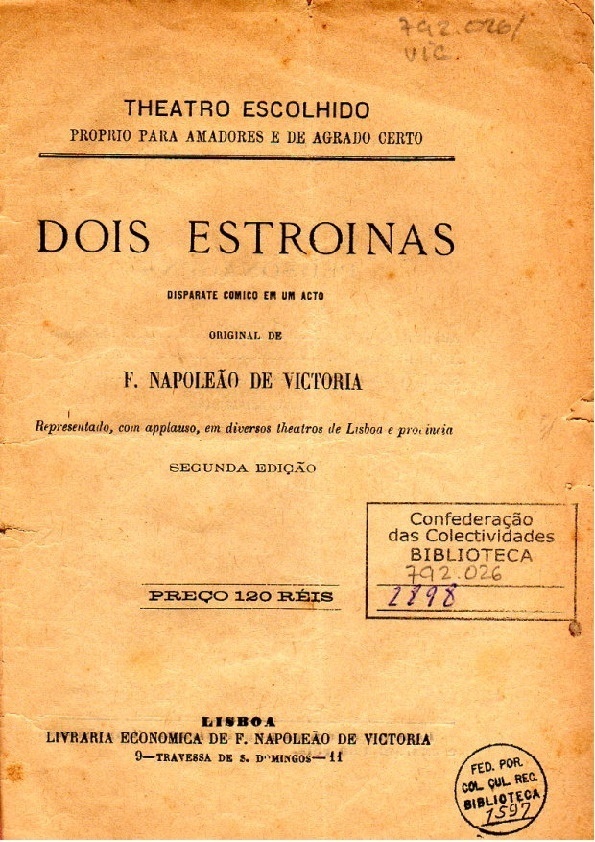 792.026/
VIC.
THEATRO ESCOLHIDO
PROPRIO PARA AMADORES E DE AGRADO CERTO
DOIS ESTROINAS
DISPARATE COMICO EM UM ACTO
ORIGINAL DE
F. NAPOLEÃO DE VICTORIA
Representado, com applauso, em diversos theatros de Lisboa e provincia
SEGUNDA EDIÇÃO
Confederação
das Colectividades
BIBLIOTECA
792.026
2898
PREÇO 120 RÉIS
LISBOA
LIVRARIA ECONOMICA DE F. NAPOLEÃO DE VICTORIA
9—TRAVESSA DE S. DOMINGOS—11
FED. POR.
COL. CUL. REC.
BIBLIOTECA
1597